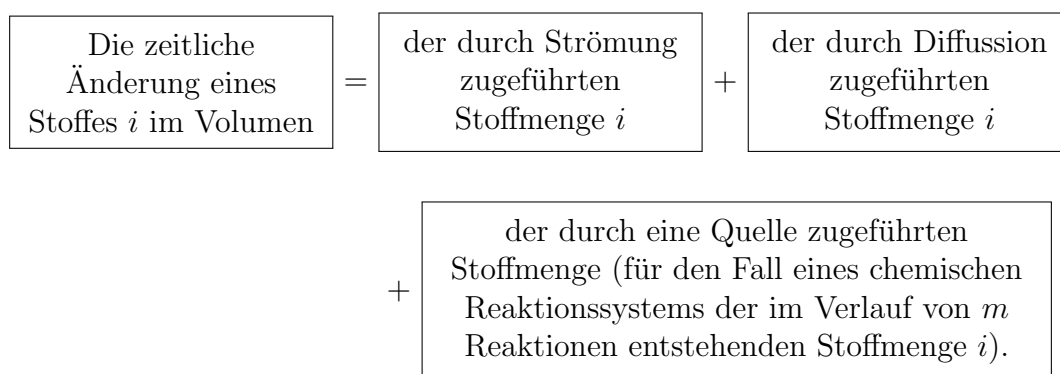 Die zeitliche
Änderung eines
Stoffes i im Volumen
=
der durch Strömung
zugeführten
Stoffmenge i
+
der durch Diffussion
zugeführten
Stoffmenge i
+
der durch eine Quelle zugeführten
Stoffmenge (für den Fall eines chemischen
Reaktionssystems der im Verlauf von m
Reaktionen entstehenden Stoffmenge i).